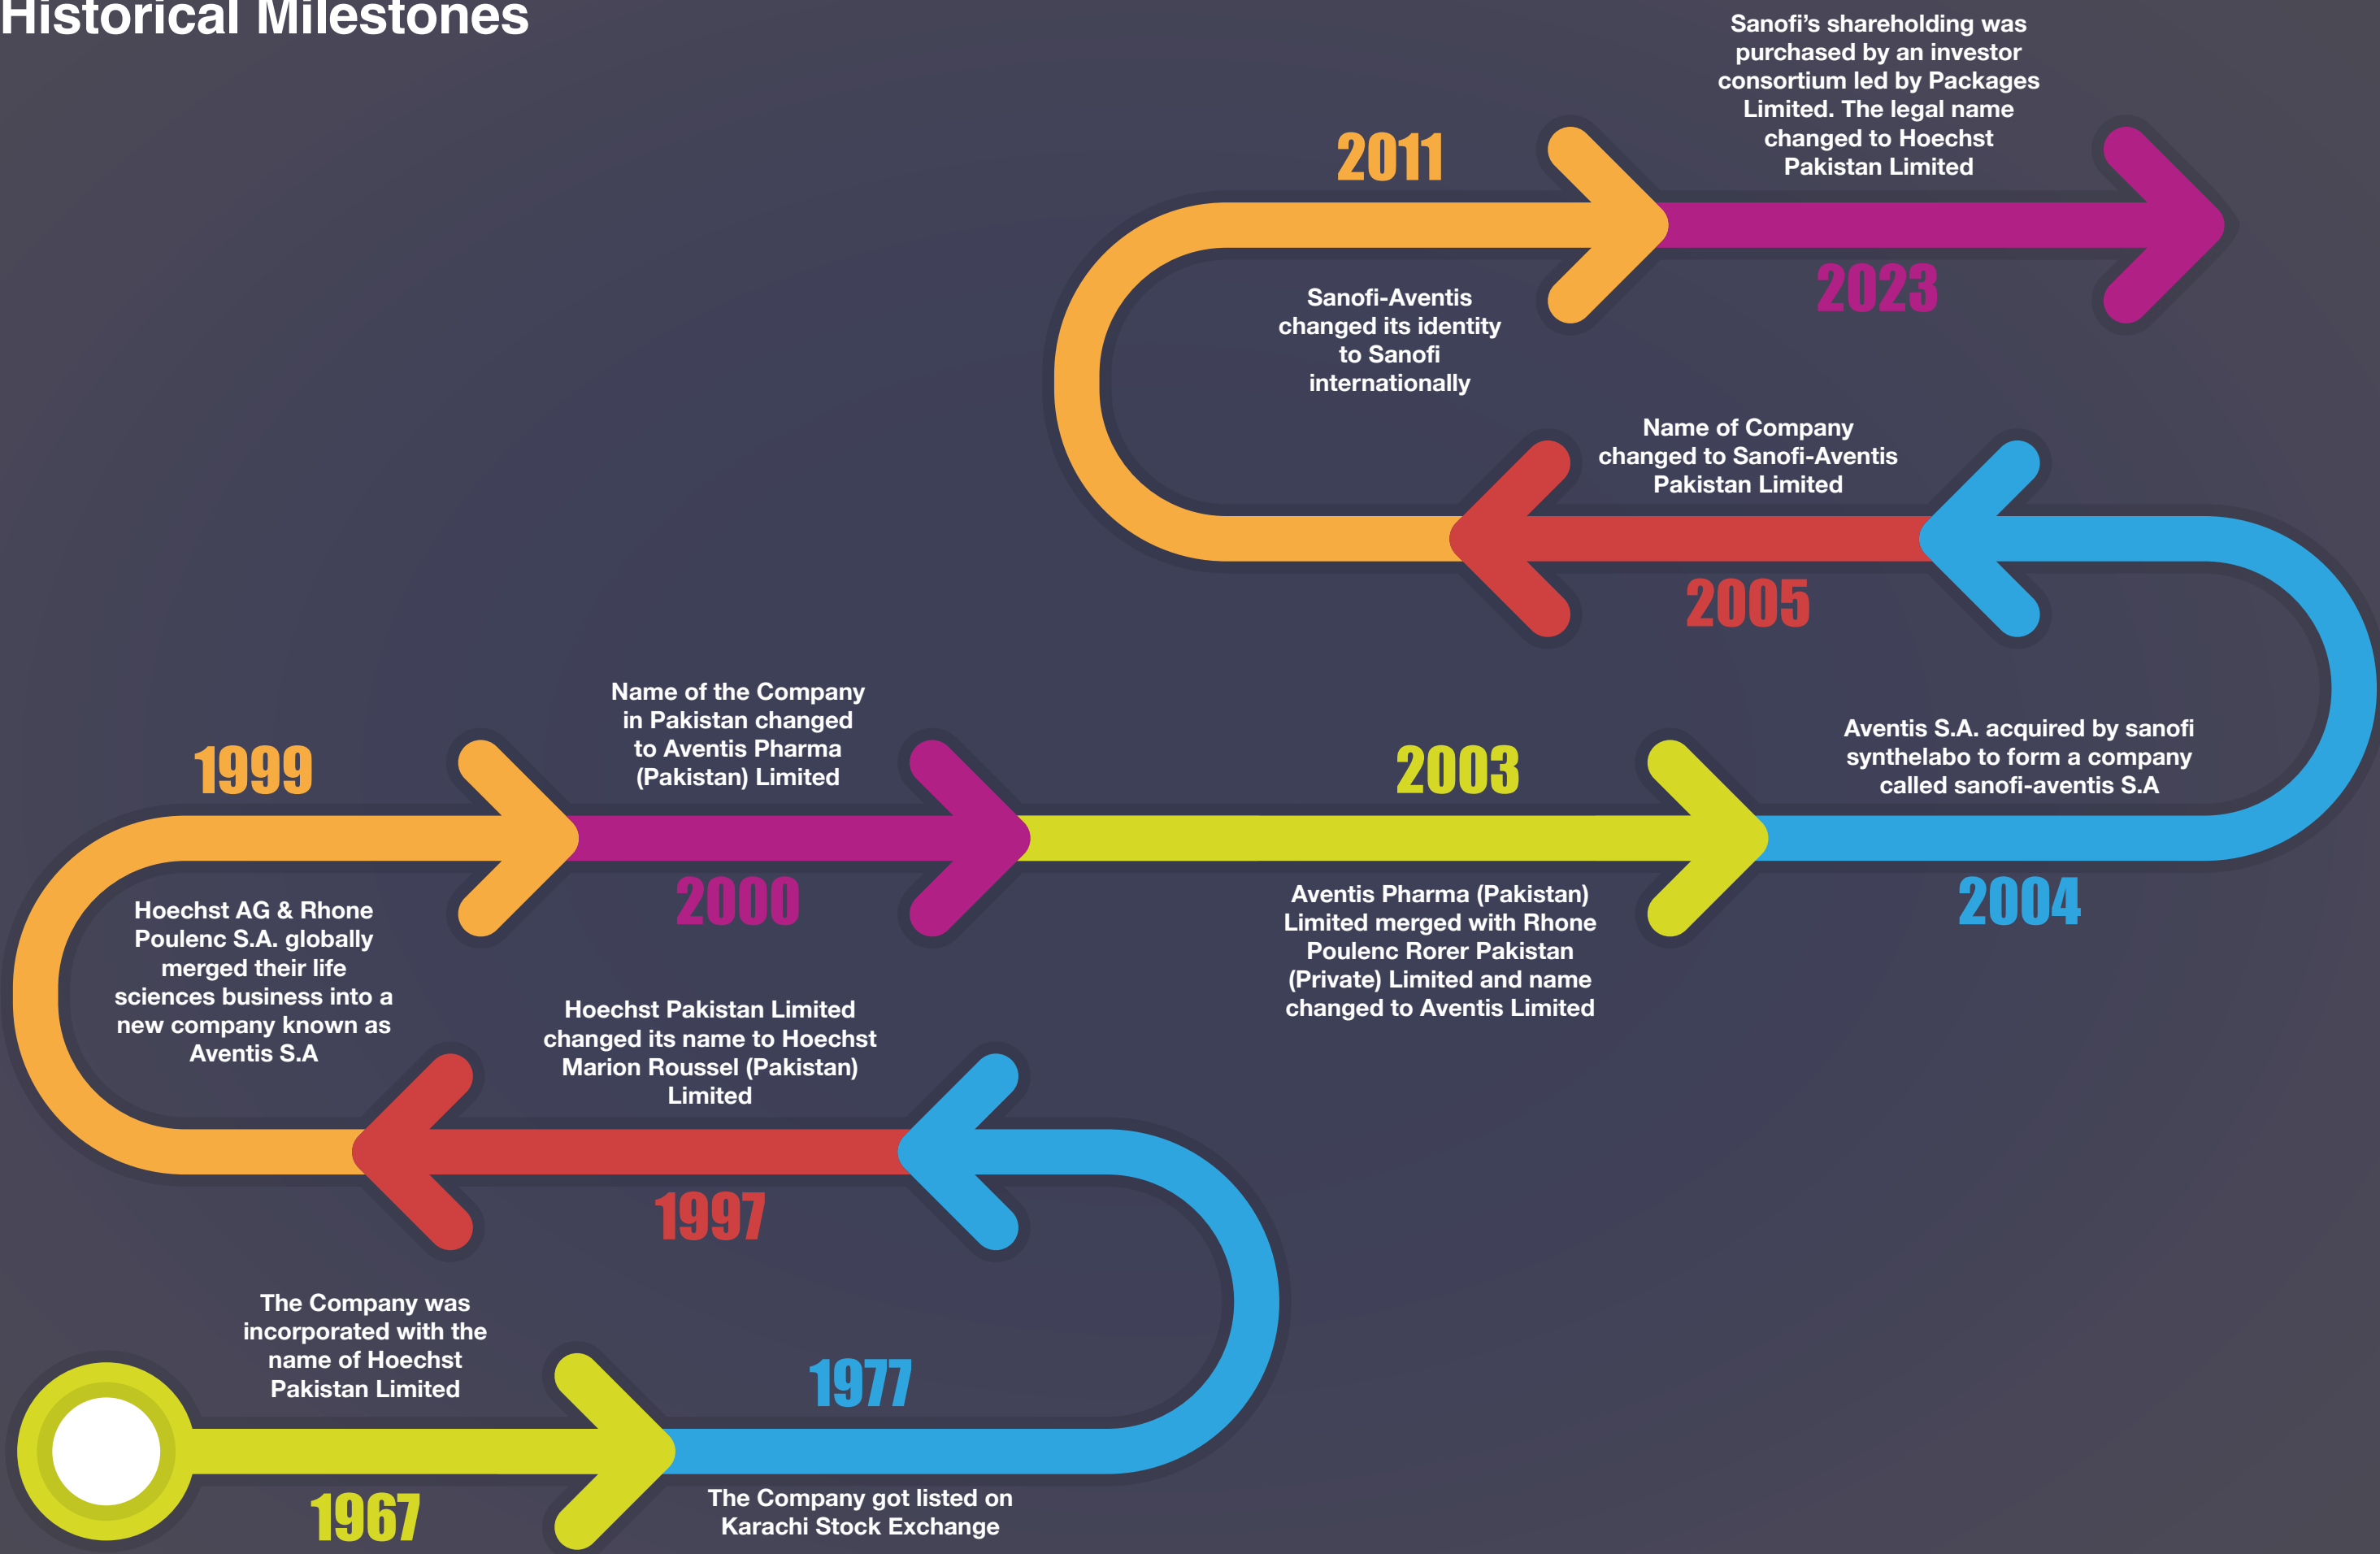 Historical Milestones
Sanofi's shareholding was
purchased by an investor
consortium led by Packages
Limited. The legal name
changed to Hoechst
Pakistan Limited
2011
2023
Sanofi-Aventis
changed its identity
to Sanofi
internationally
Name of Company
changed to Sanofi-Aventis
Pakistan Limited
2005
Name of the Company
in Pakistan changed
to Aventis Pharma
(Pakistan) Limited
1999
2003
Aventis S.A. acquired by sanofi
synthelabo to form a company
called sanofi-aventis S.A
2000
2004
Hoechst AG & Rhone
Poulenc S.A. globally
merged their life
sciences business into a
new company known as
Aventis S.A
Aventis Pharma (Pakistan)
Limited merged with Rhone
Poulenc Rorer Pakistan
(Private) Limited and name
changed to Aventis Limited
Hoechst Pakistan Limited
changed its name to Hoechst
Marion Roussel (Pakistan)
Limited
1997
The Company was
incorporated with the
name of Hoechst
Pakistan Limited
1977
1967
The Company got listed on
Karachi Stock Exchange